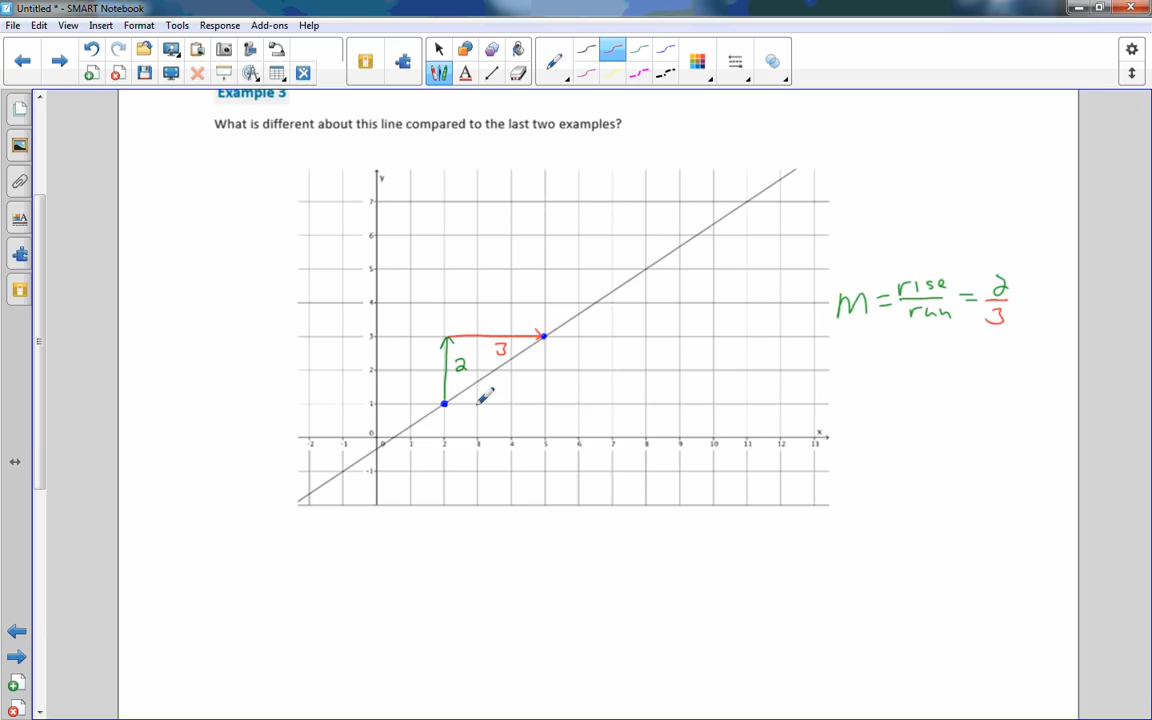 Untitled * - SMART Notebook
File Edit View Insert Format Tools Response Add-ons Help
Example 3
What is different about this line compared to the last two examples?
y
7
6
5
4
3
2
1
0
-1
-2 -1 0 1 2 3 4 5 6 7 8 9 10 11 12 13
x
2
3
M = rise/run = 2/3